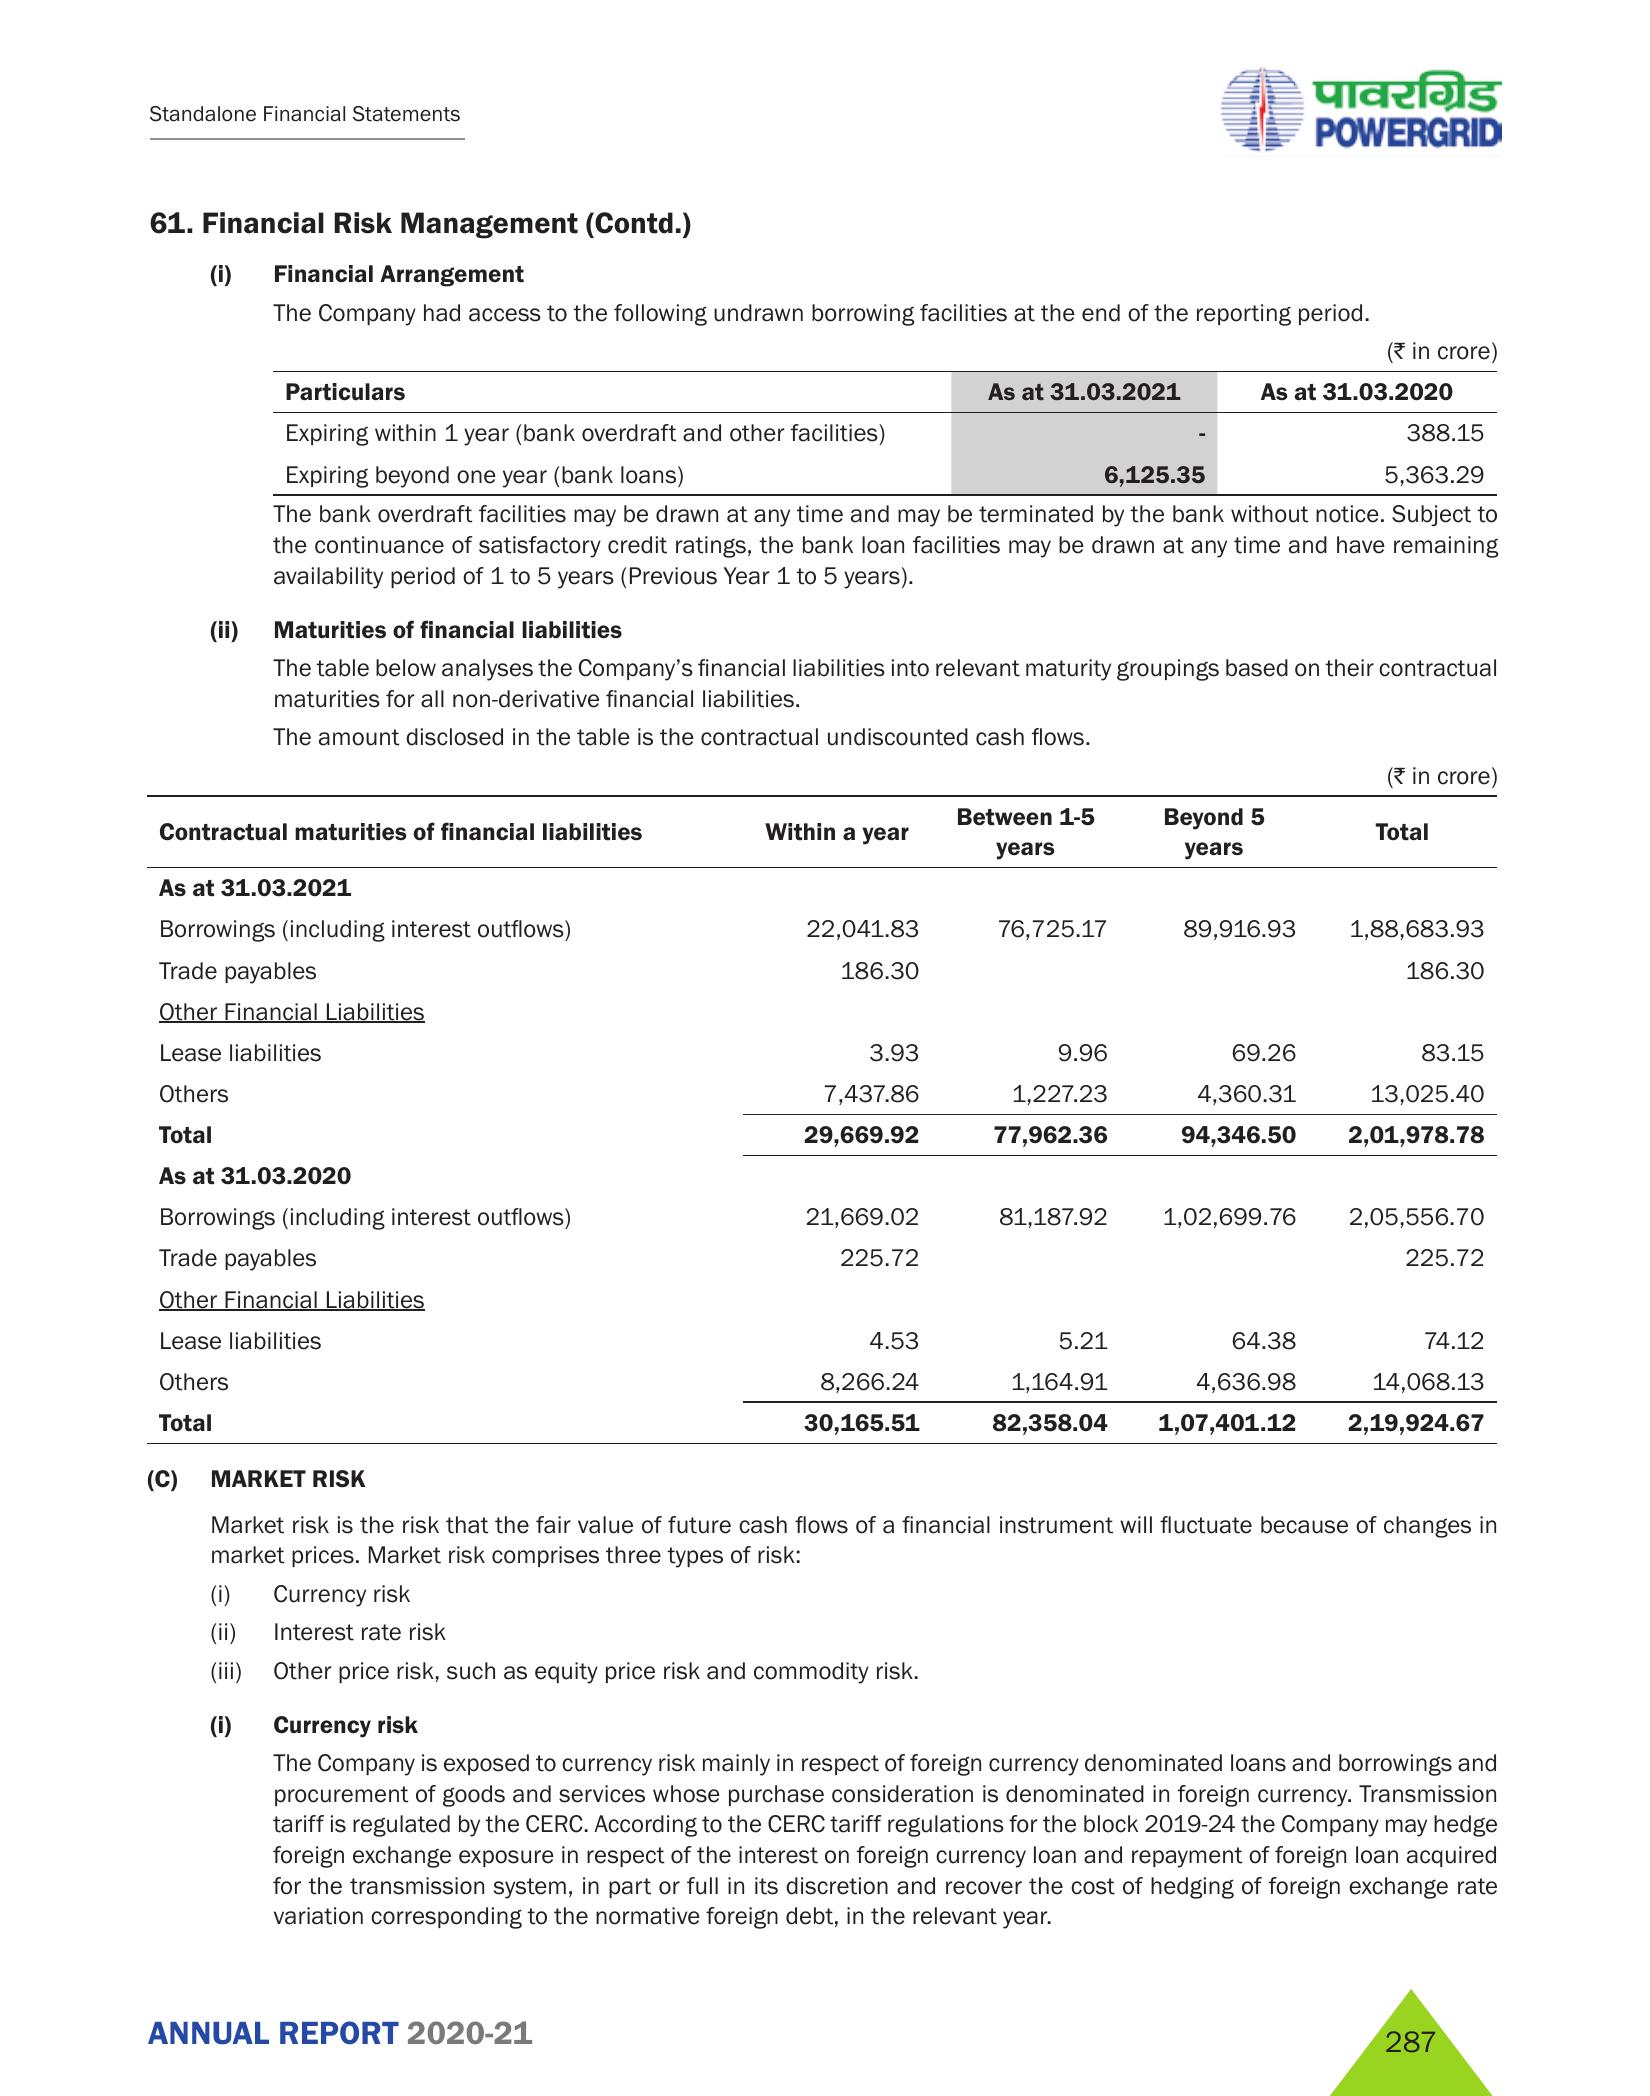 Standalone Financial Statements
पावरग्रिड
POWERGRID
61. Financial Risk Management (Contd.)
(i) Financial Arrangement
The Company had access to the following undrawn borrowing facilities at the end of the reporting period.
(₹ in crore)
Particulars As at 31.03.2021 As at 31.03.2020
Expiring within 1 year (bank overdraft and other facilities) - 388.15
Expiring beyond one year (bank loans) 6,125.35 5,363.29
The bank overdraft facilities may be drawn at any time and may be terminated by the bank without notice. Subject to
the continuance of satisfactory credit ratings, the bank loan facilities may be drawn at any time and have remaining
availability period of 1 to 5 years (Previous Year 1 to 5 years).
(ii) Maturities of financial liabilities
The table below analyses the Company's financial liabilities into relevant maturity groupings based on their contractual
maturities for all non-derivative financial liabilities.
The amount disclosed in the table is the contractual undiscounted cash flows.
(₹ in crore)
Contractual maturities of financial liabilities Within a year Between 1-5 years Beyond 5 years Total
As at 31.03.2021
Borrowings (including interest outflows) 22,041.83 76,725.17 89,916.93 1,88,683.93
Trade payables 186.30 186.30
Other Financial Liabilities
Lease liabilities 3.93 9.96 69.26 83.15
Others 7,437.86 1,227.23 4,360.31 13,025.40
Total 29,669.92 77,962.36 94,346.50 2,01,978.78
As at 31.03.2020
Borrowings (including interest outflows) 21,669.02 81,187.92 1,02,699.76 2,05,556.70
Trade payables 225.72 225.72
Other Financial Liabilities
Lease liabilities 4.53 5.21 64.38 74.12
Others 8,266.24 1,164.91 4,636.98 14,068.13
Total 30,165.51 82,358.04 1,07,401.12 2,19,924.67
(C) MARKET RISK
Market risk is the risk that the fair value of future cash flows of a financial instrument will fluctuate because of changes in
market prices. Market risk comprises three types of risk:
(i) Currency risk
(ii) Interest rate risk
(iii) Other price risk, such as equity price risk and commodity risk.
(i) Currency risk
The Company is exposed to currency risk mainly in respect of foreign currency denominated loans and borrowings and
procurement of goods and services whose purchase consideration is denominated in foreign currency. Transmission
tariff is regulated by the CERC. According to the CERC tariff regulations for the block 2019-24 the Company may hedge
foreign exchange exposure in respect of the interest on foreign currency loan and repayment of foreign loan acquired
for the transmission system, in part or full in its discretion and recover the cost of hedging of foreign exchange rate
variation corresponding to the normative foreign debt, in the relevant year.
ANNUAL REPORT 2020-21
287